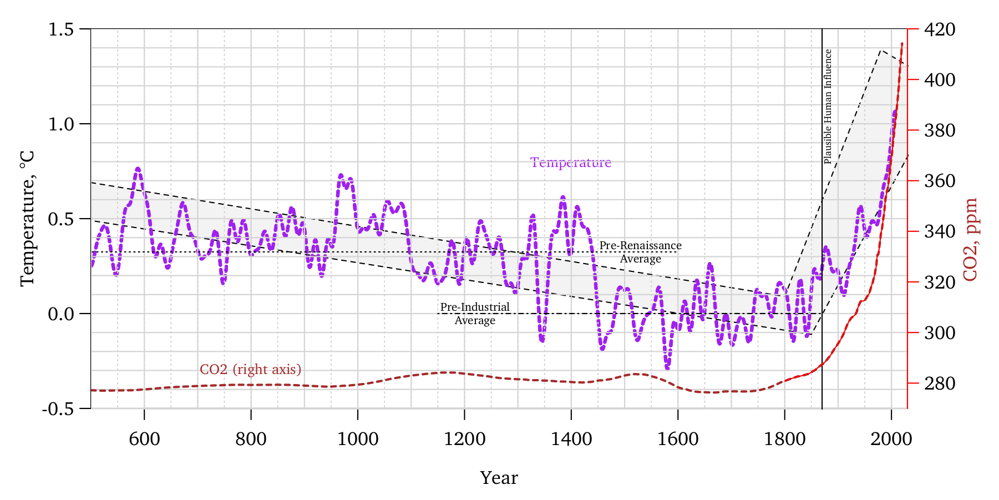 1.5
1.0
0.5
0.0
-0.5
Temperature, °C
420
400
380
360
340
320
300
280
CO2, ppm
Plausible Human Influence
Temperature
Pre-Renaissance
Average
Pre-Industrial
Average
CO2 (right axis)
600 800 1000 1200 1400 1600 1800 2000
Year